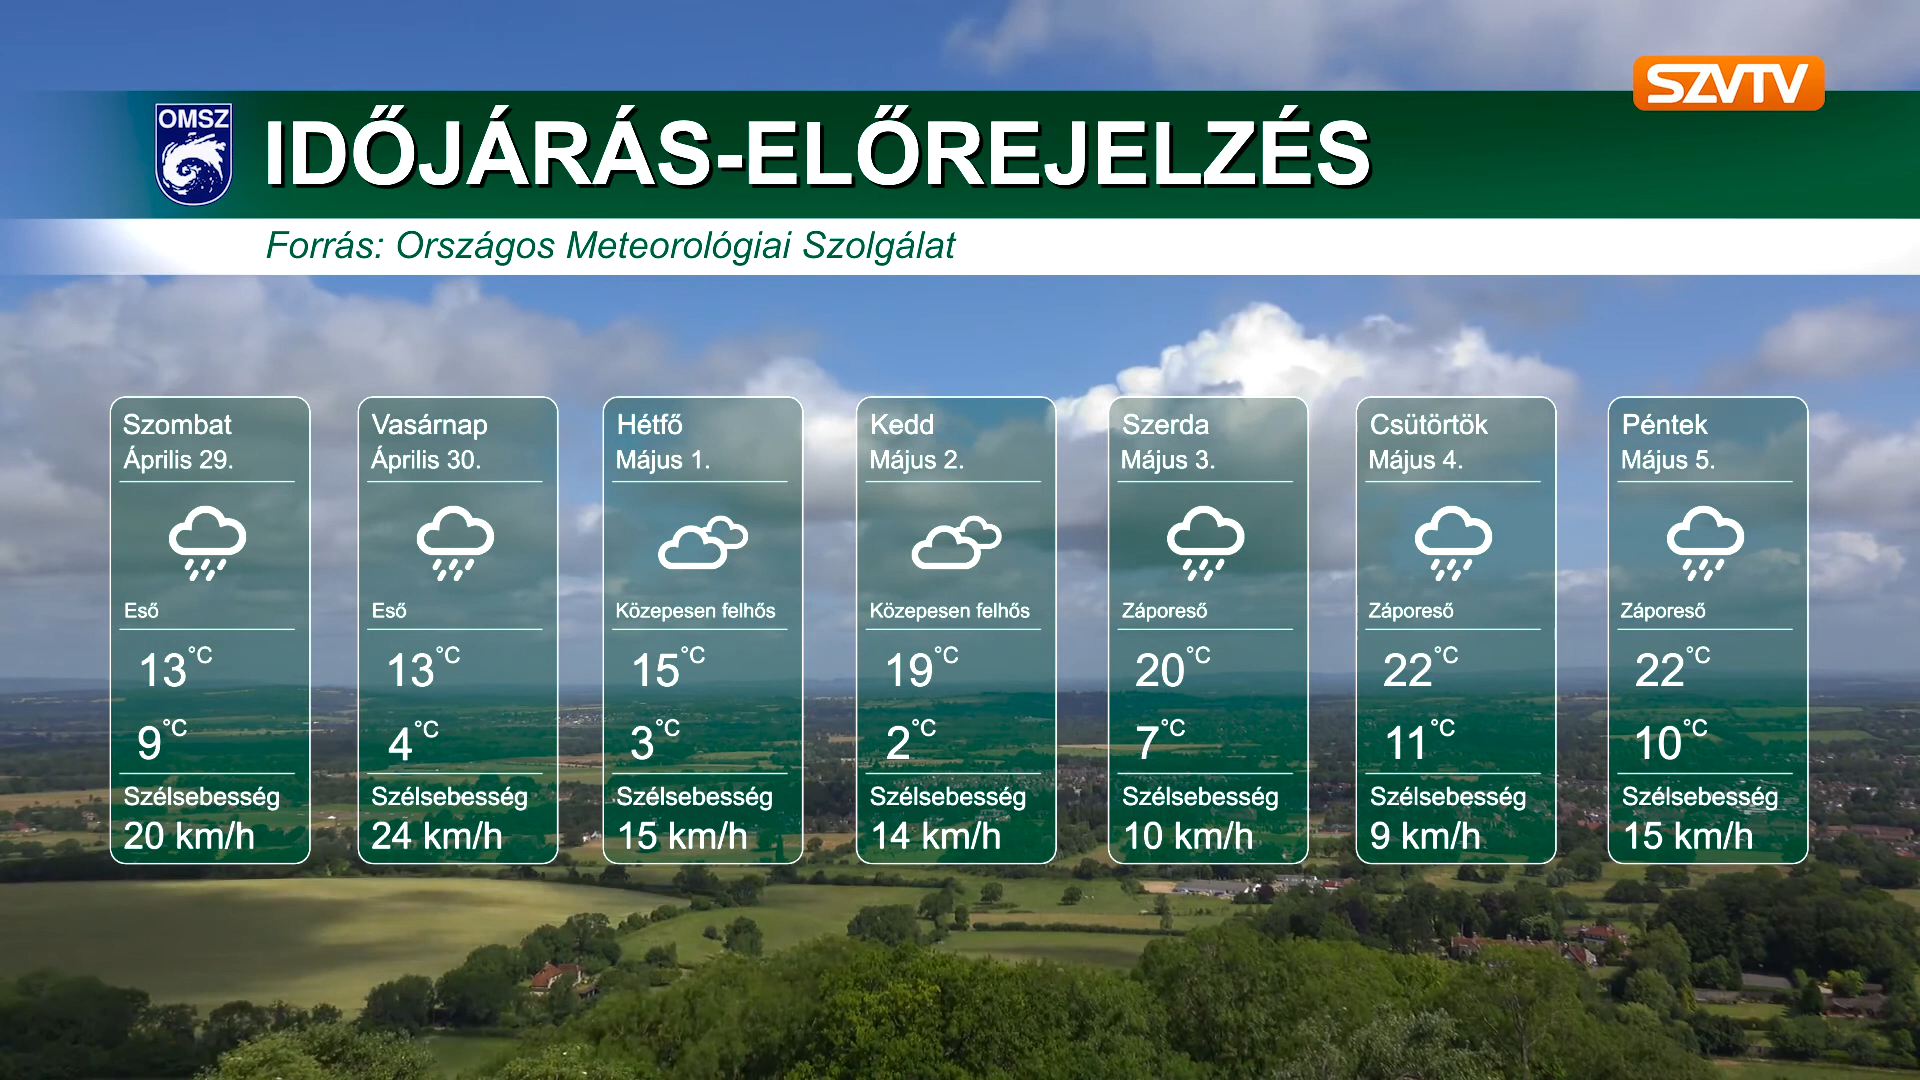 SZVTV
OMSZ
IDŐJÁRÁS-ELŐREJELZÉS
Forrás: Országos Meteorológiai Szolgálat
Szombat
Április 29.
Eső
13°C
9°C
Szélsebesség
20 km/h
Vasárnap
Április 30.
Eső
13°C
4°C
Szélsebesség
24 km/h
Hétfő
Május 1.
Közepesen felhős
15°C
3°C
Szélsebesség
15 km/h
Kedd
Május 2.
Közepesen felhős
19°C
2°C
Szélsebesség
14 km/h
Szerda
Május 3.
Záporeső
20°C
7°C
Szélsebesség
10 km/h
Csütörtök
Május 4.
Záporeső
22°C
11°C
Szélsebesség
9 km/h
Péntek
Május 5.
Záporeső
22°C
10°C
Szélsebesség
15 km/h